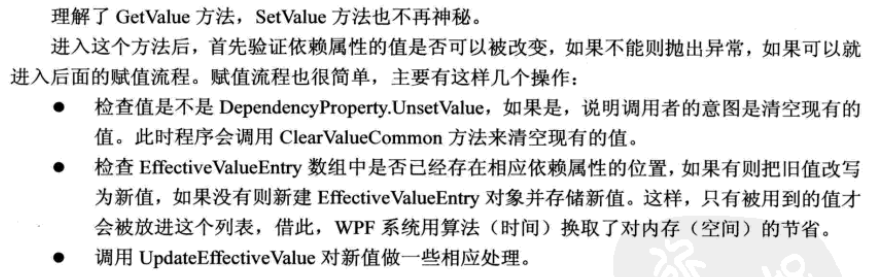 理解了 GetValue 方法，SetValue 方法也不再神秘。
进入这个方法后，首先验证依赖属性的值是否可以被改变，如果不能则抛出异常，如果可以就
进入后面的赋值流程。赋值流程也很简单，主要有这样几个操作：
● 检查值是不是 DependencyProperty.UnsetValue，如果是，说明调用者的意图是清空现有的
值。此时程序会调用 ClearValueCommon 方法来清空现有的值。
● 检查 EffectiveValueEntry 数组中是否已经存在相应依赖属性的位置，如果有则把旧值改写
为新值，如果没有则新建 EffectiveValueEntry 对象并存储新值。这样，只有被用到的值才
会被放进这个列表，借此，WPF 系统用算法（时间）换取了对内存（空间）的节省。
● 调用 UpdateEffectiveValue 对新值做一些相应处理。